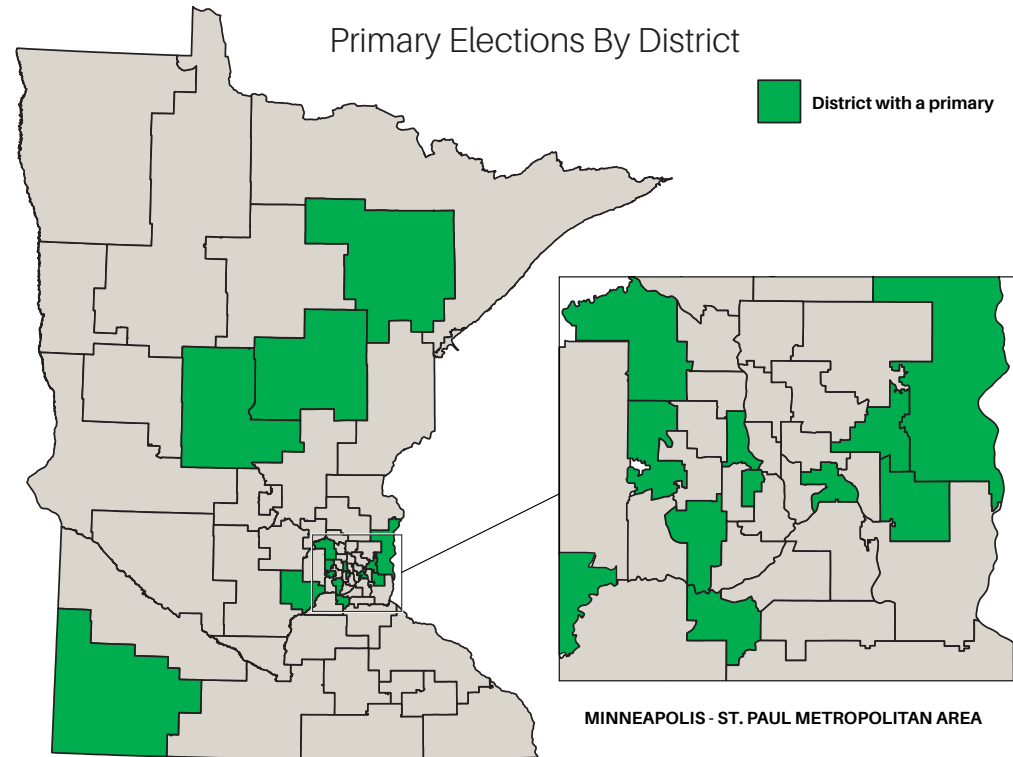 Primary Elections By District
District with a primary
MINNEAPOLIS - ST. PAUL METROPOLITAN AREA